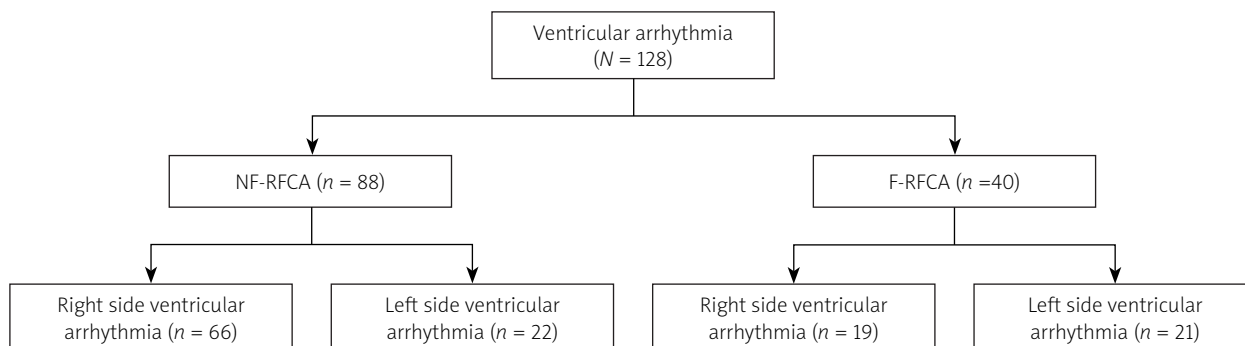 Ventricular arrhythmia
(N = 128)
NF-RFCA (n = 88)
F-RFCA (n =40)
Right side ventricular
arrhythmia (n = 66)
Left side ventricular
arrhythmia (n = 22)
Right side ventricular
arrhythmia (n = 19)
Left side ventricular
arrhythmia (n = 21)